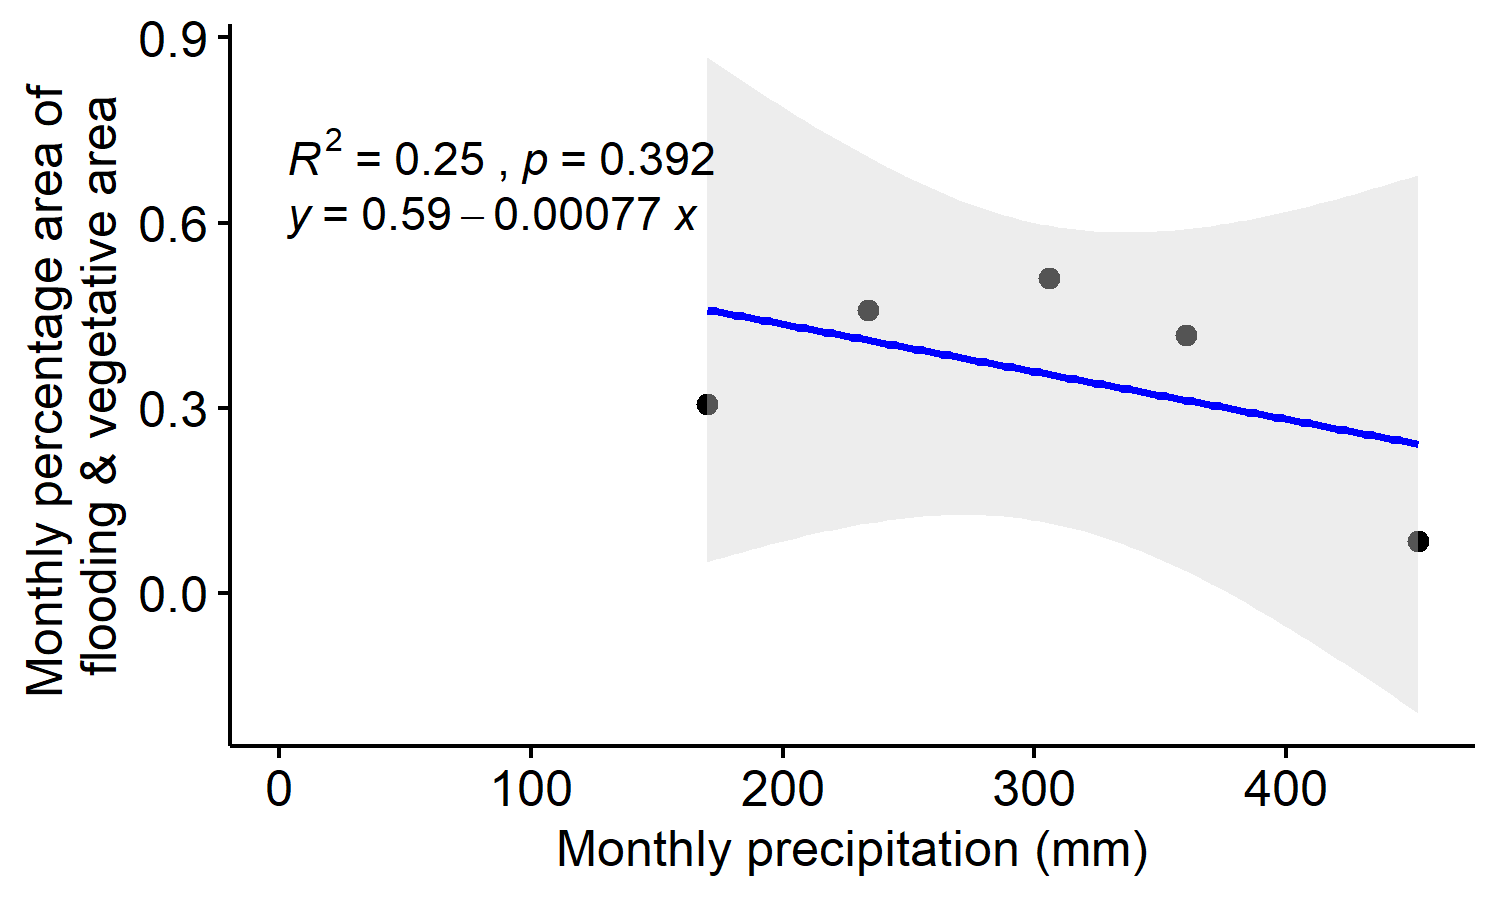 Monthly percentage area of
flooding & vegetative area
0.9
0.6
0.3
0.0
R² = 0.25 , p = 0.392
y = 0.59 – 0.00077 x
0 100 200 300 400
Monthly precipitation (mm)